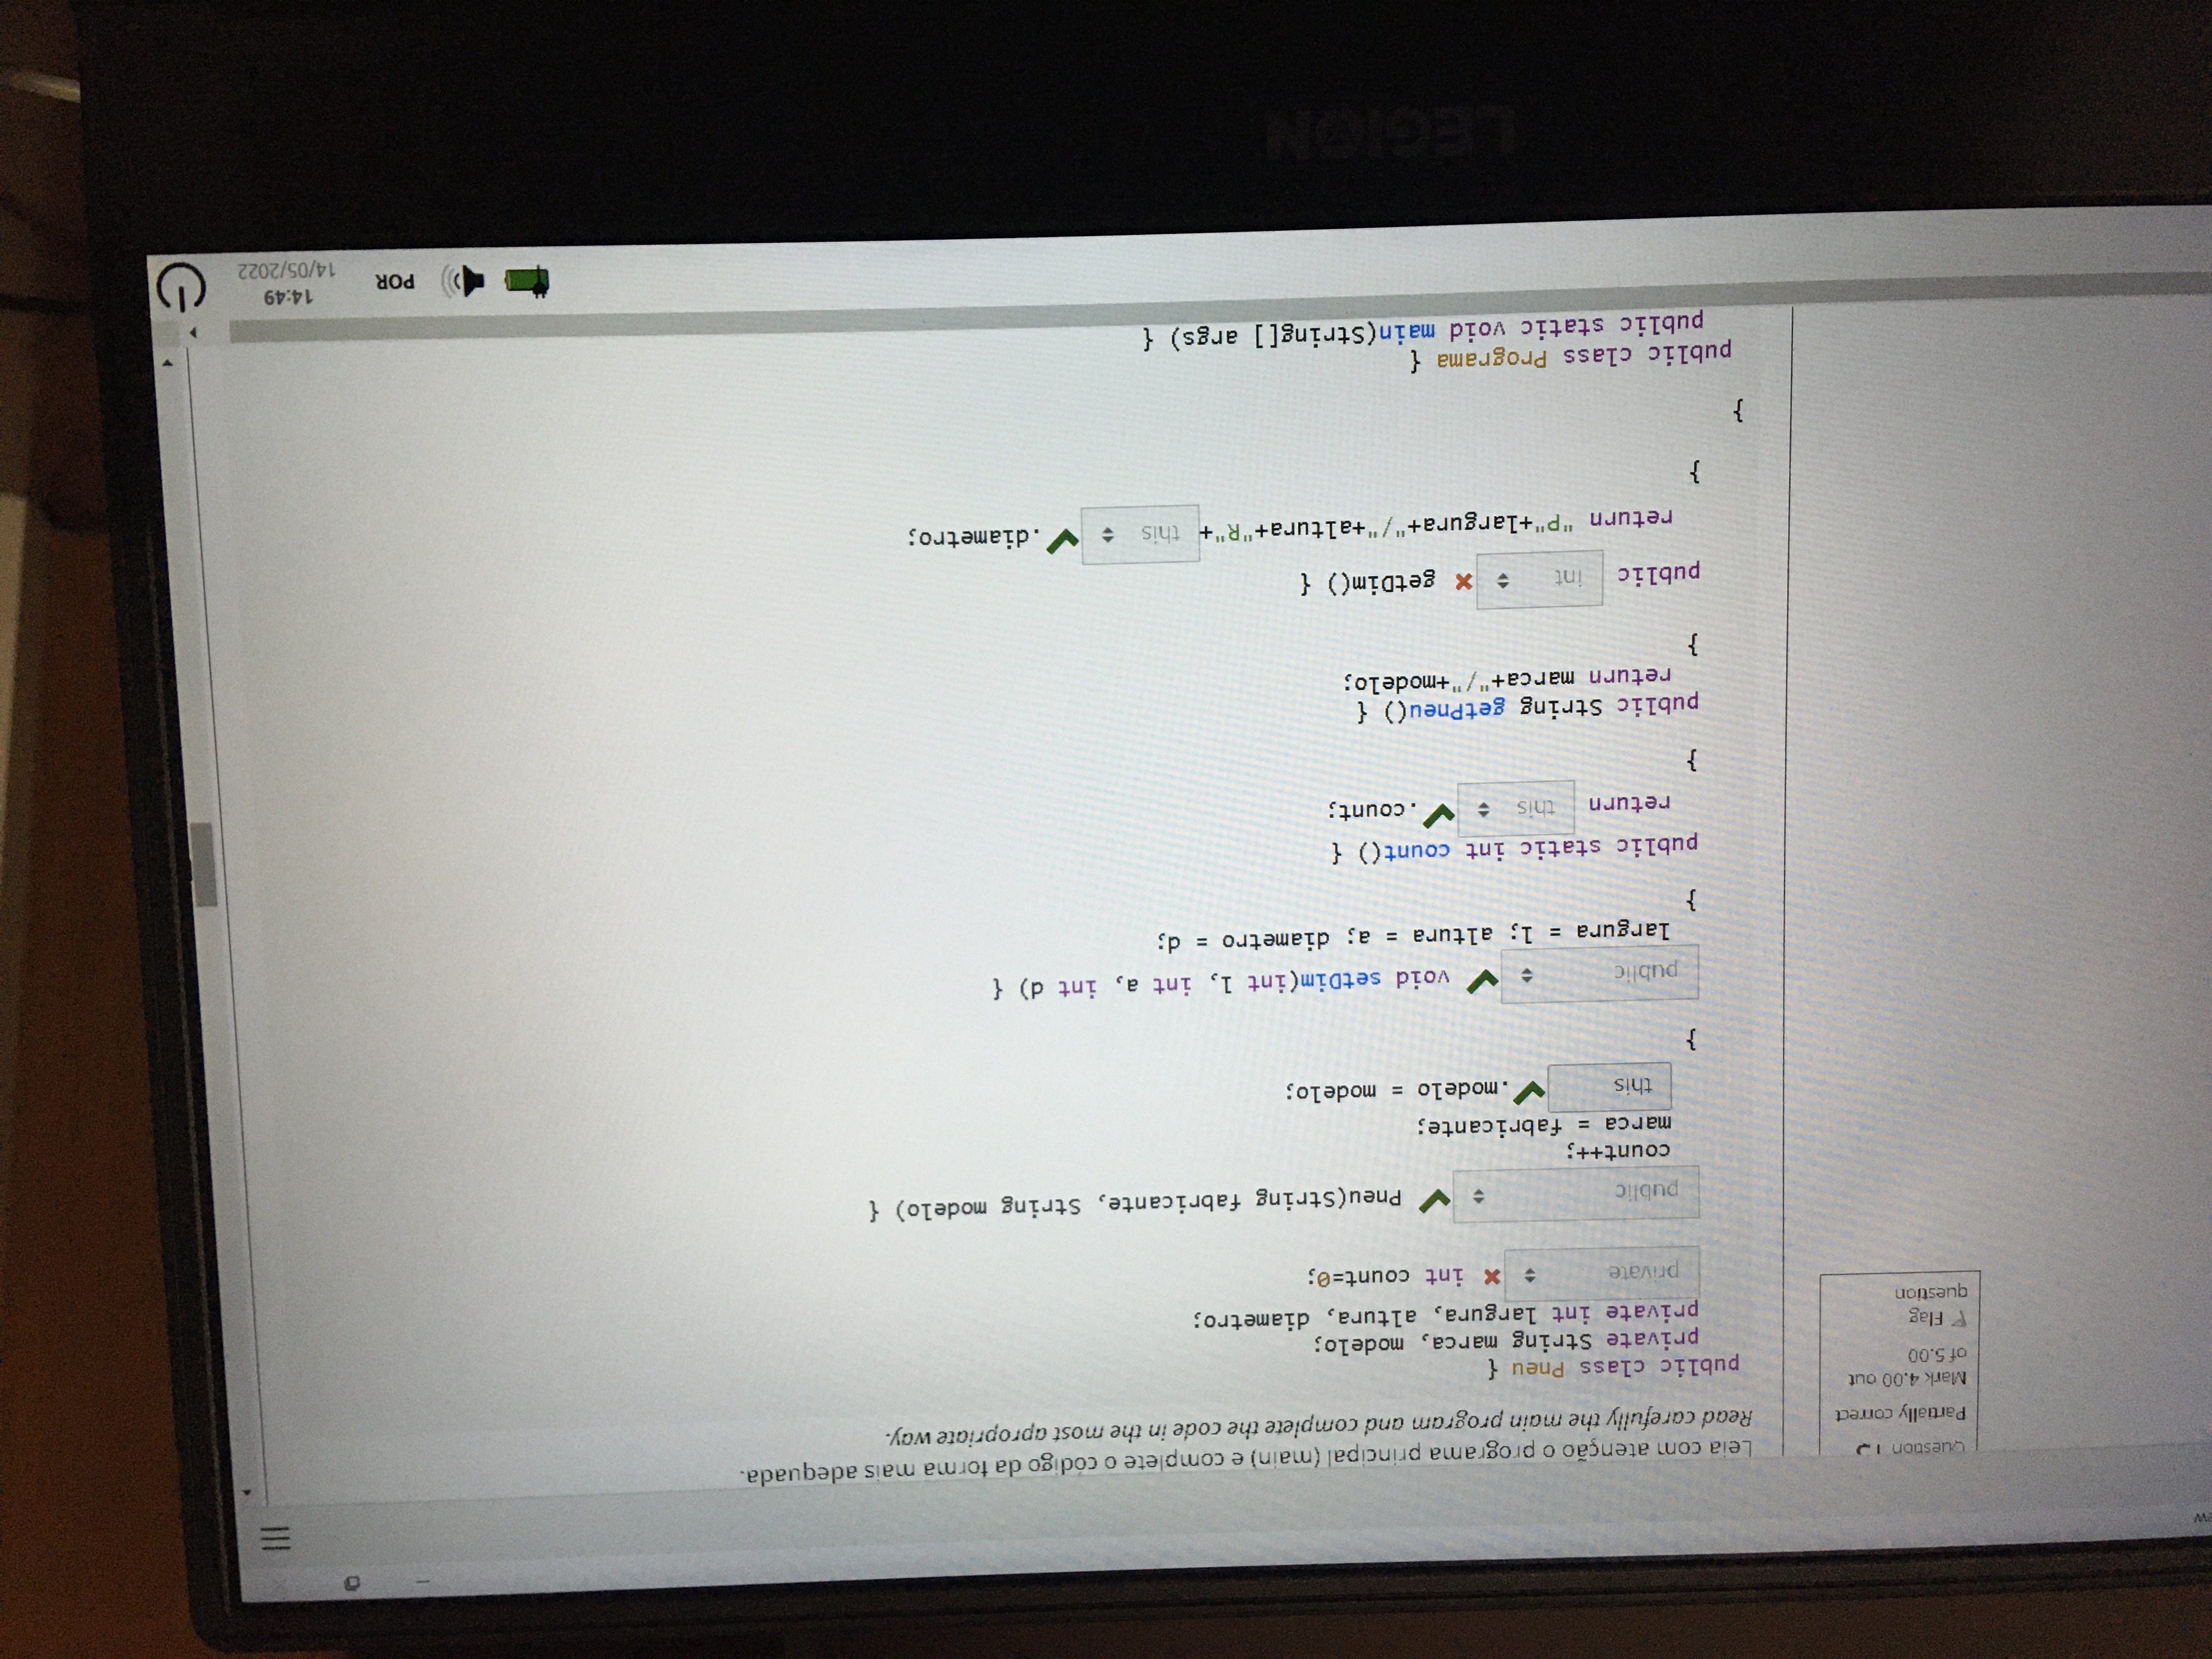 ew
Question 15
Partially correct
Mark 4.00 out
of 5.00
Flag
question
Leia com atenção o programa principal (main) e complete o código da forma mais adequada.
Read carefully the main program and complete the code in the most apropriate way.
public class Pneu {
private String marca, modelo;
private int largura, altura, diametro;
private int count=0;
public Pneu(String fabricante, String modelo) {
count++;
marca = fabricante;
this .modelo = modelo;
}
public void setDim(int l, int a, int d) {
largura = l; altura = a; diametro = d;
}
public static int count() {
return this .count;
}
public String getPneu() {
return marca+"/"+modelo;
}
public int getDim() {
return "P"+largura+"/"+altura+"R"+ this .diametro;
}
}
public class Programa {
public static void main(String[] args) {
POR
14:49
14/05/2022
LEGION